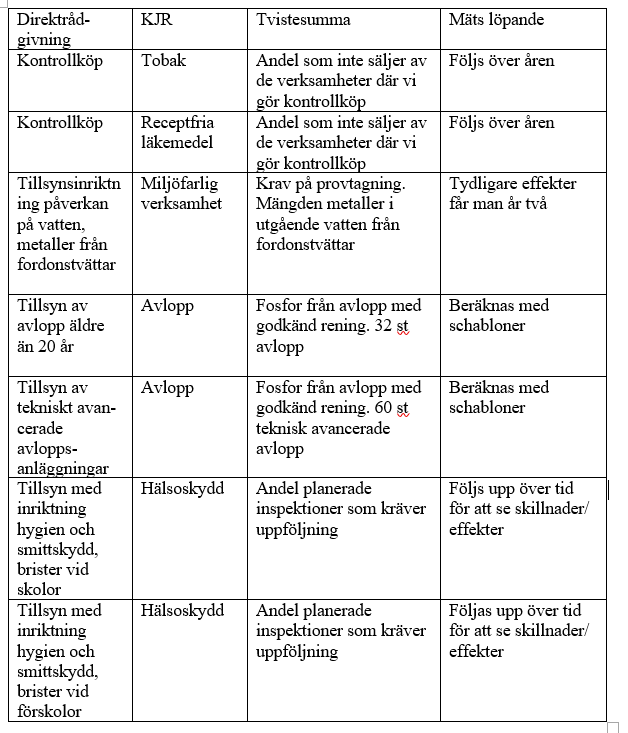 Direktråd-
givning
KJR
Tvistesumma
Mäts löpande
Kontrollköp
Tobak
Andel som inte säljer av
de verksamheter där vi
gör kontrollköp
Följs över åren
Kontrollköp
Receptfria
läkemedel
Andel som inte säljer av
de verksamheter där vi
gör kontrollköp
Följs över åren
Tillsynsinriktn
ing påverkan
på vatten,
metaller från
fordonstvättar
Miljöfarlig
verksamhet
Krav på provtagning.
Mängden metaller i
utgående vatten från
fordonstvättar
Tydligare effekter
får man år två
Tillsyn av
avlopp äldre
än 20 år
Avlopp
Fosfor från avlopp med
godkänd rening. 32 st
avlopp
Beräknas med
schabloner
Tillsyn av
tekniskt avan-
cerade
avlopps-
anläggningar
Avlopp
Fosfor från avlopp med
godkänd rening. 60 st
teknisk avancerade
avlopp
Beräknas med
schabloner
Tillsyn med
inriktning
hygien och
smittskydd,
brister vid
skolor
Hälsoskydd
Andel planerade
inspektioner som kräver
uppföljning
Följs upp över tid
för att se skillnader/
effekter
Tillsyn med
inriktning
hygien och
smittskydd,
brister vid
förskolor
Hälsoskydd
Andel planerade
inspektioner som kräver
uppföljning
Följas upp över tid
för att se skillnader/
effekter